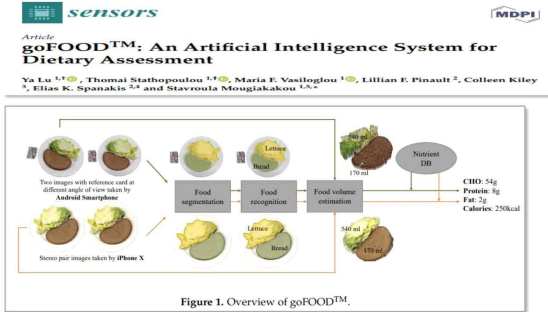 sensors
MDPI
Article
goFOOD™: An Artificial Intelligence System for
Dietary Assessment
Ya Lu 1,†, Thomai Stathopoulou 1,†, Maria F. Vasiloglou 1, Lillian F. Pinault 2, Colleen Kiley
3, Elias K. Spanakis 2,4 and Stavroula Mougiakakou 1,5,*
Two images with reference card at
different angle of view taken by
Android Smartphone
Lettuce
Bread
540 ml
170 ml
Nutrient
DB
Food
segmentation
Food
recognition
Food volume
estimation
CHO: 54g
Protein: 8g
Fat: 2g
Calories: 250kcal
Stereo pair images taken by iPhone X
Lettuce
Bread
540 ml
170 ml
Figure 1. Overview of goFOOD™.